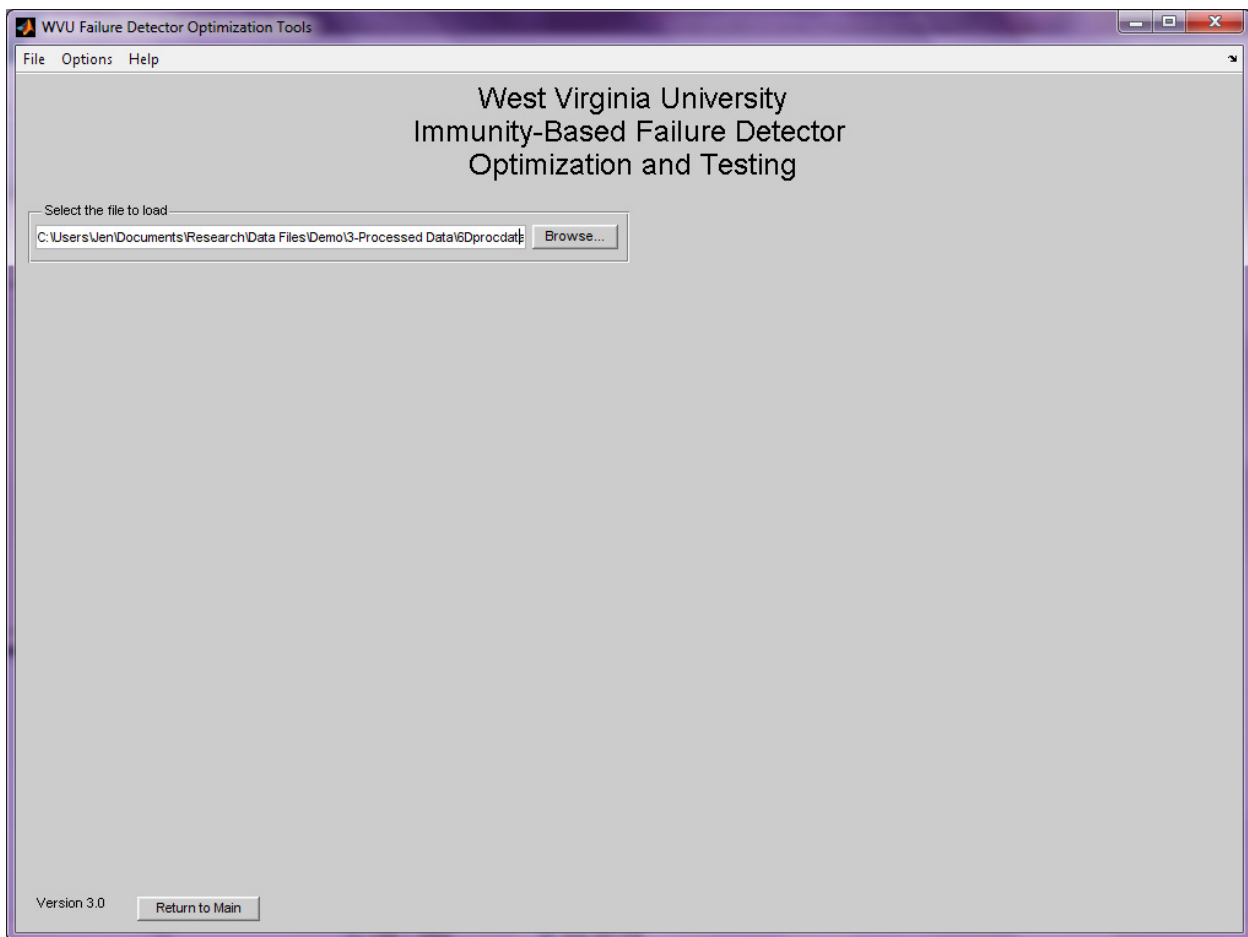 WVU Failure Detector Optimization Tools
File Options Help
West Virginia University
Immunity-Based Failure Detector
Optimization and Testing
Select the file to load
C:\Users\Jen\Documents\Research\Data Files\Demo\3-Processed Data\6Dprocdata Browse...
Version 3.0 Return to Main